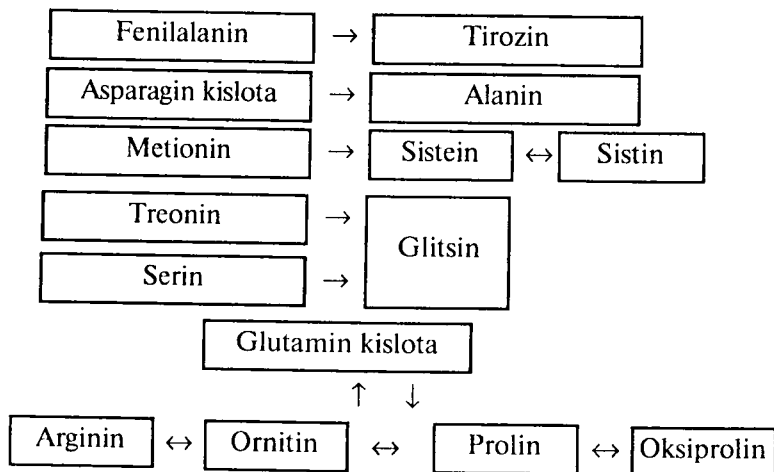 Fenilalanin → Tirozin
Asparagin kislota → Alanin
Metionin → Sistein ↔ Sistin
Treonin →
Glitsin
Serin →
Glutamin kislota
↑ ↓
Arginin ↔ Ornitin ↔ Prolin ↔ Oksiprolin